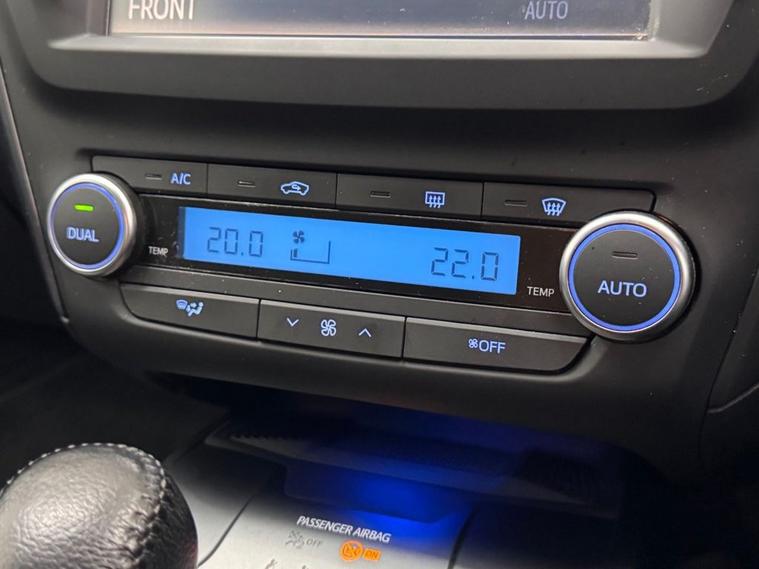 FRONT AUTO
A/C
DUAL
TEMP
20.0
22.0
TEMP
AUTO
OFF
PASSENGER AIRBAG
OFF
ON